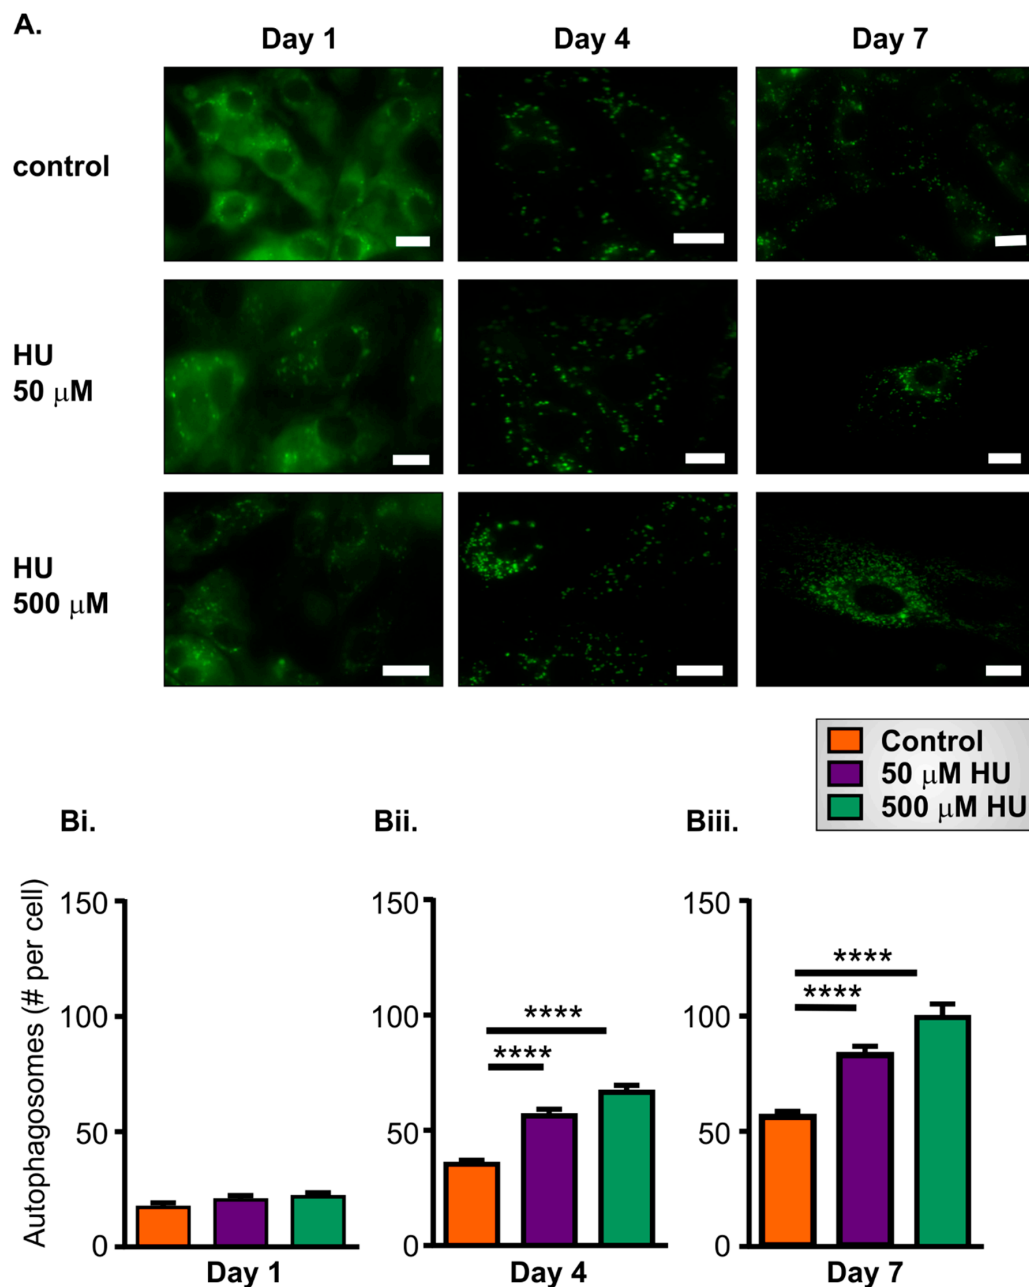 A.
Day 1
Day 4
Day 7
control
HU
50 μM
HU
500 μM
Control
50 μM HU
500 μM HU
Bi.
Bii.
Biii.
Autophagosomes (# per cell)
150
100
50
0
Day 1
150
100
50
0
****
****
Day 4
150
100
50
0
****
****
Day 7